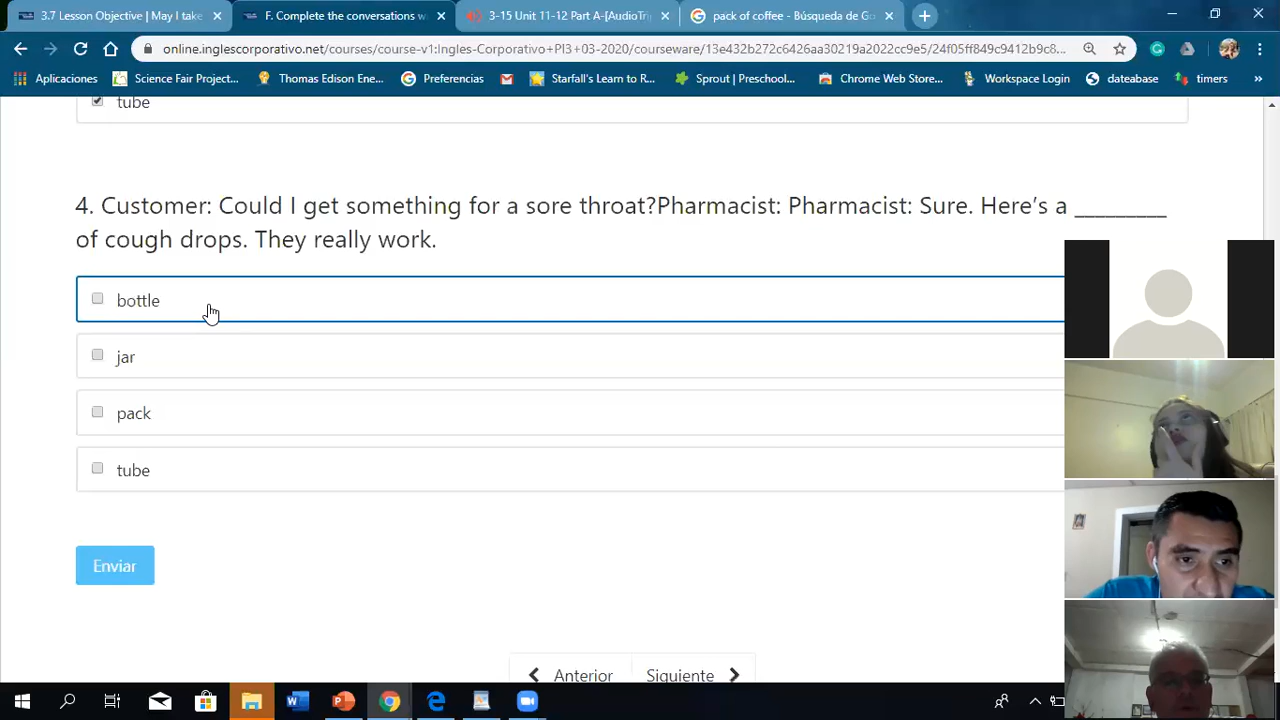 3.7 Lesson Objective | May I take
F. Complete the conversations w
3-15 Unit 11-12 Part A-[AudioTri
pack of coffee - Búsqueda de Go
online.inglescorporativo.net/courses/course-v1:Ingles-Corporativo+PI3+03-2020/courseware/13e432b272c6426aa30219a2022cc9e5/24f05ff849c9412b9c8...
Aplicaciones
Science Fair Project...
Thomas Edison Ene...
Preferencias
Starfall's Learn to R...
Sprout | Preschool...
Chrome Web Store...
Workspace Login
dateabase
timers
»
tube
4. Customer: Could I get something for a sore throat?Pharmacist: Pharmacist: Sure. Here's a _________
of cough drops. They really work.
bottle
jar
pack
tube
Enviar
Anterior
Siguiente